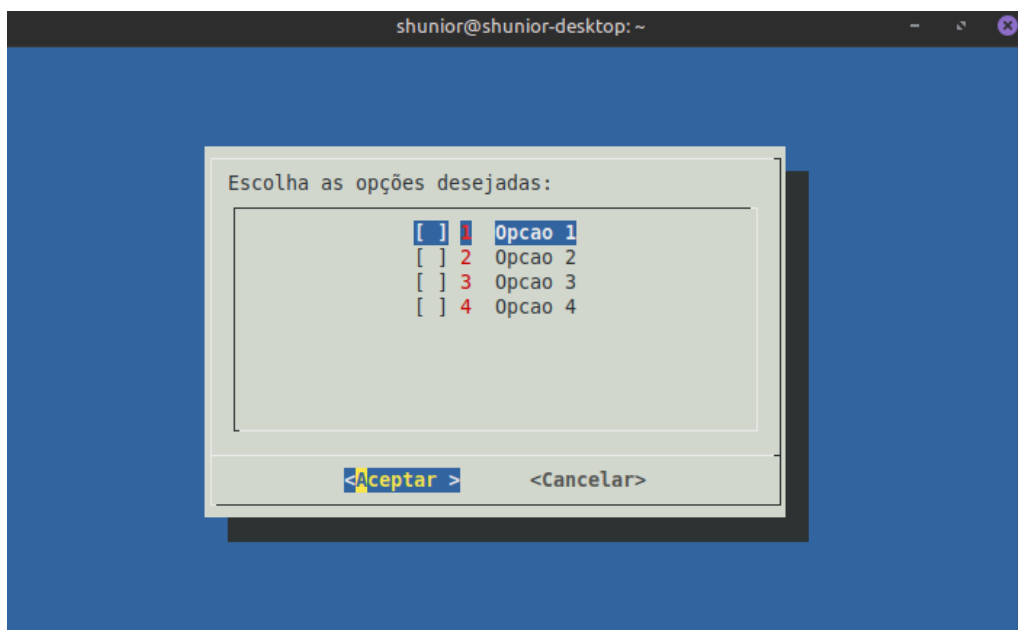 shunior@shunior-desktop: ~
Escolha as opções desejadas:
[ ] 1 Opcao 1
[ ] 2 Opcao 2
[ ] 3 Opcao 3
[ ] 4 Opcao 4
<Aceptar > <Cancelar>